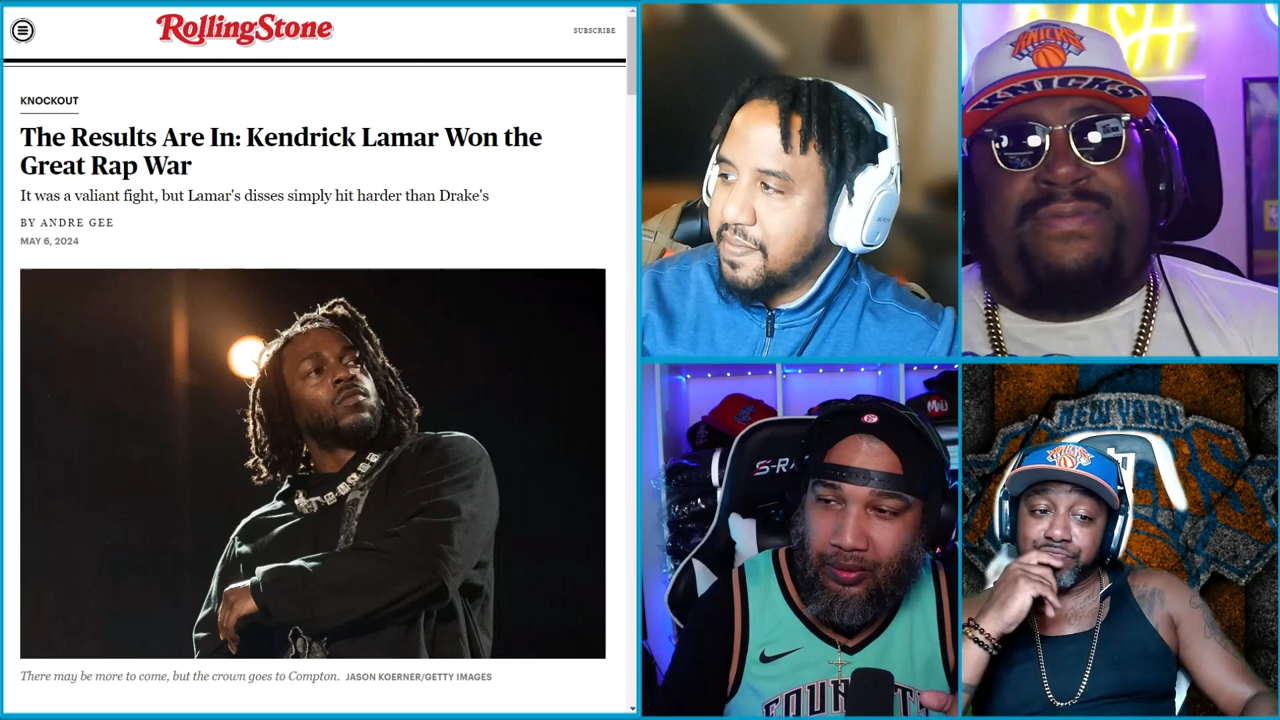 RollingStone
SUBSCRIBE
KNOCKOUT
The Results Are In: Kendrick Lamar Won the
Great Rap War
It was a valiant fight, but Lamar's disses simply hit harder than Drake's
BY ANDRE GEE
MAY 6, 2024
There may be more to come, but the crown goes to Compton. JASON KOERNER/GETTY IMAGES
KNICKS
KNICKS
NEW YORK
KNICKS